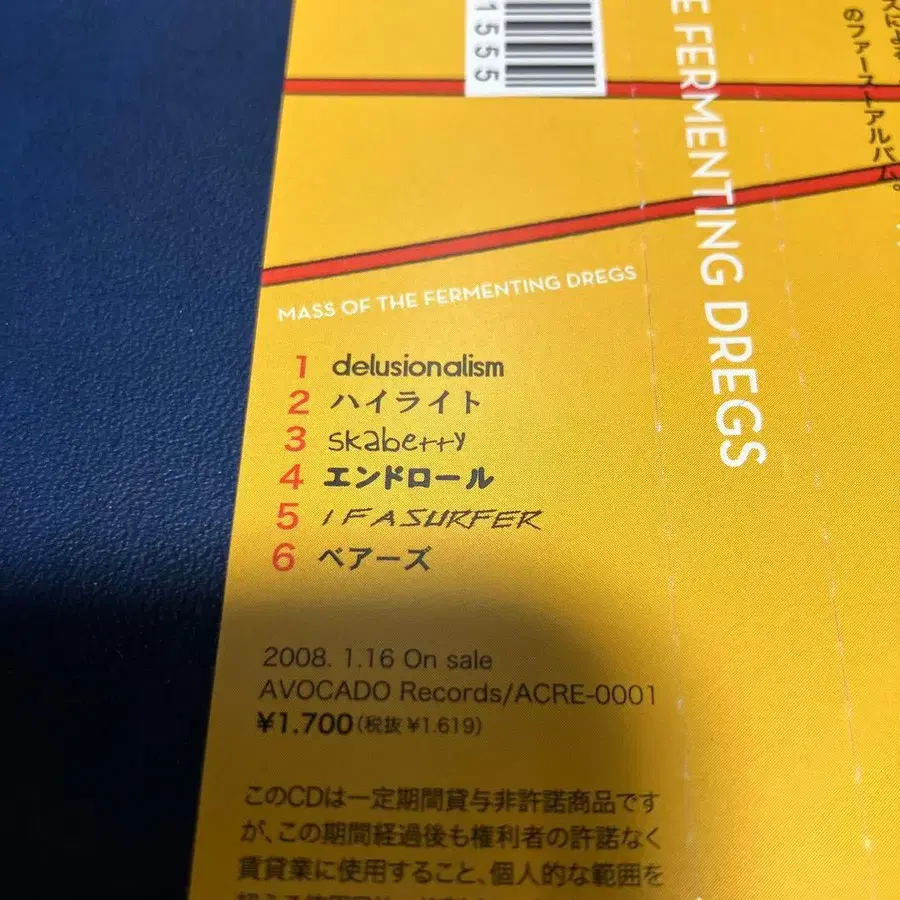 1555
E FERMENTING DREGS
のファーストアルバム。
MASS OF THE FERMENTING DREGS
1 delusionalism
2 ハイライト
3 skaberry
4 エンドロール
5 I F A SURFER
6 ベアーズ
2008. 1.16 On sale
AVOCADO Records/ACRE-0001
¥1.700(税抜 ¥1.619)
このCDは一定期間貸与非許諾商品です
が、この期間経過後も権利者の許諾なく
賃貸業に使用すること、個人的な範囲を